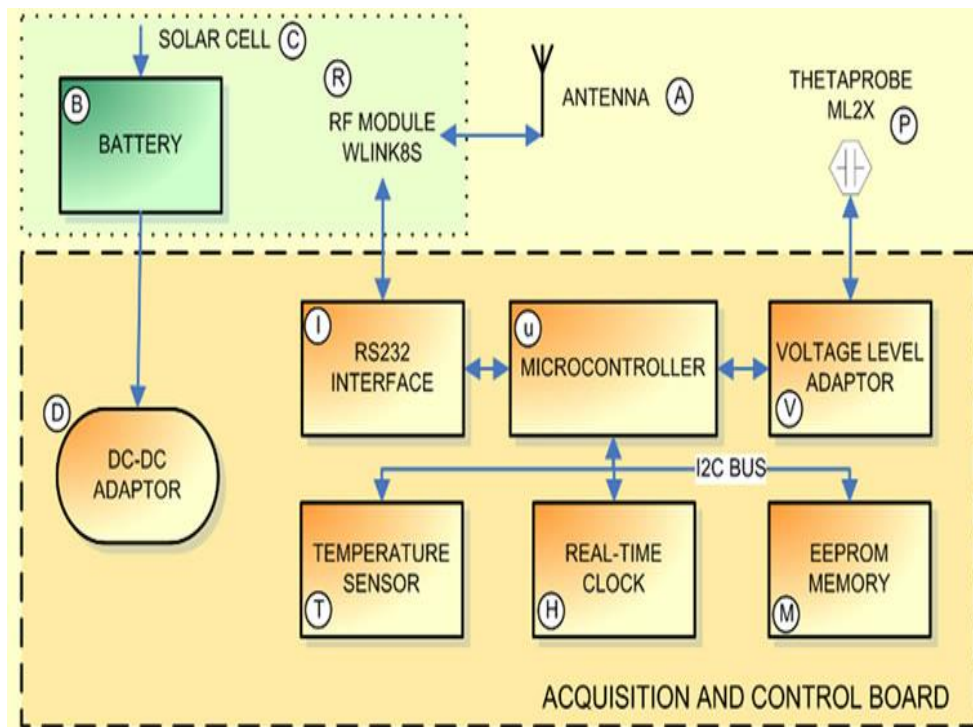 SOLAR CELL C
B
BATTERY
R
RF MODULE
WLINK8S
ANTENNA A
THETAPROBE
ML2X
P
I
RS232
INTERFACE
u
MICROCONTROLLER
VOLTAGE LEVEL
ADAPTOR
V
D
DC-DC
ADAPTOR
I2C BUS
TEMPERATURE
SENSOR
T
REAL-TIME
CLOCK
H
EEPROM
MEMORY
M
ACQUISITION AND CONTROL BOARD